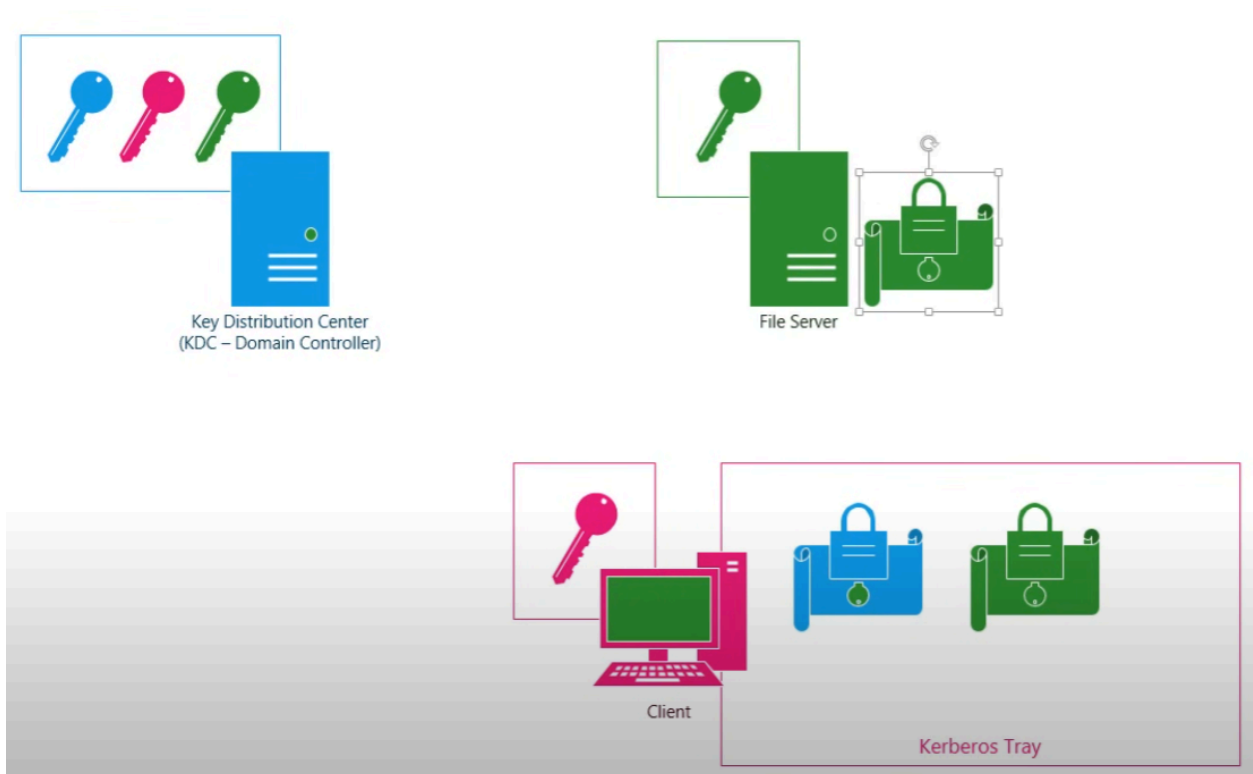 Key Distribution Center
(KDC – Domain Controller)
File Server
Client
Kerberos Tray